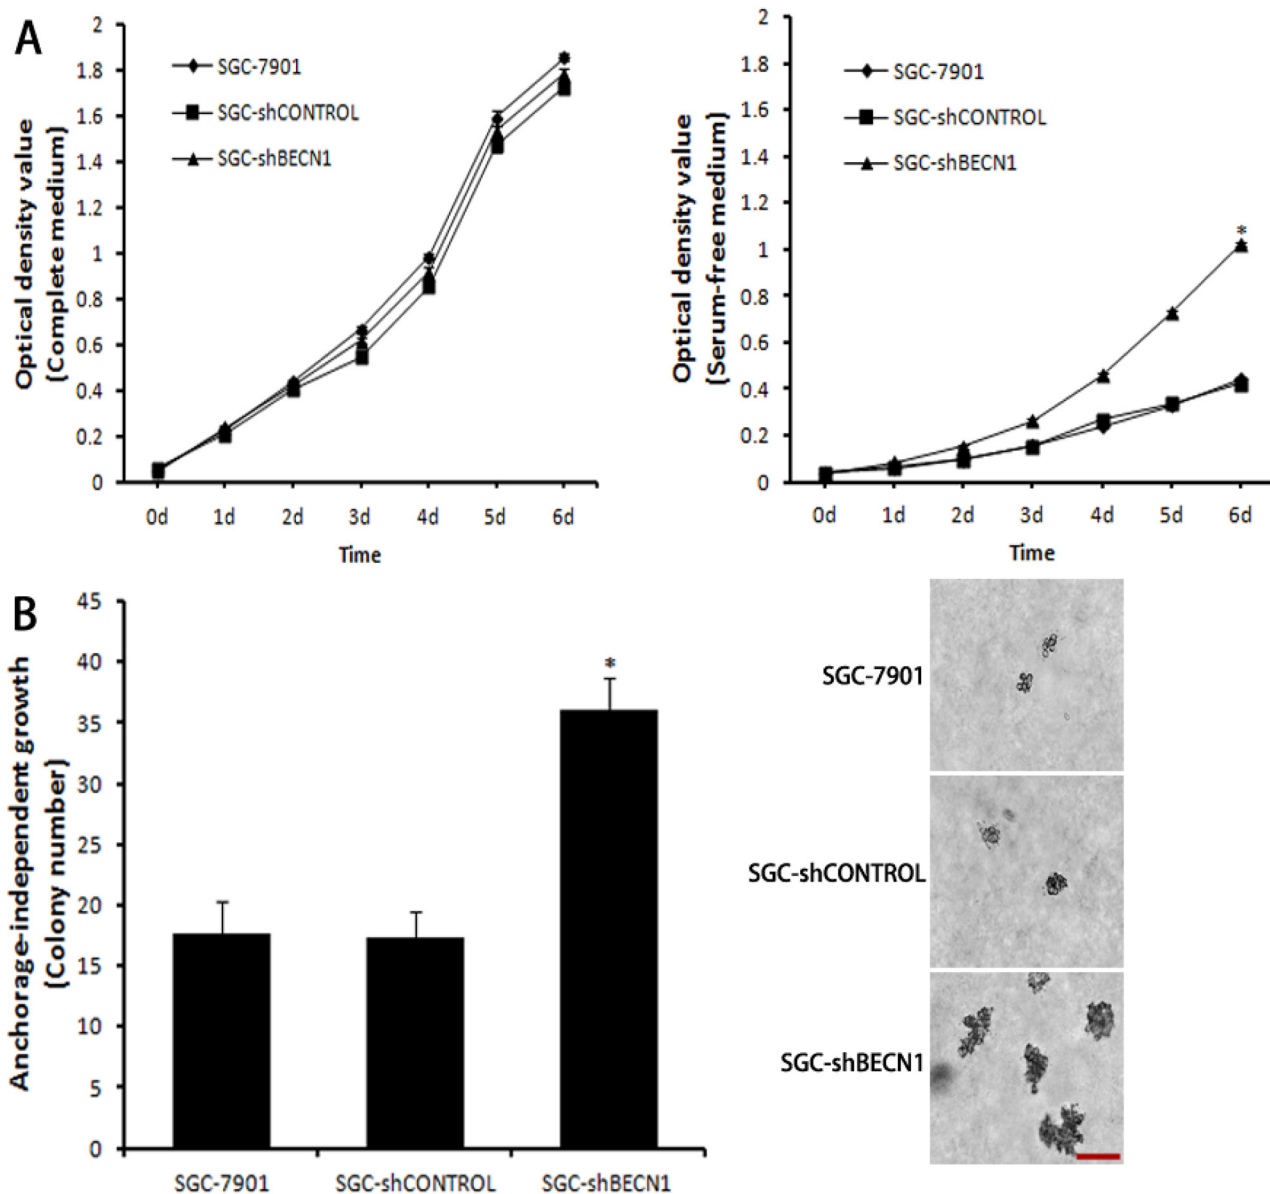 A
SGC-7901
SGC-shCONTROL
SGC-shBECN1
Optical density value
(Complete medium)
2
1.8
1.6
1.4
1.2
1
0.8
0.6
0.4
0.2
0
0d 1d 2d 3d 4d 5d 6d
Time
SGC-7901
SGC-shCONTROL
SGC-shBECN1
Optical density value
(Serum-free medium)
2
1.8
1.6
1.4
1.2
1
0.8
0.6
0.4
0.2
0
*
0d 1d 2d 3d 4d 5d 6d
Time
B
Anchorage-independent growth
(Colony number)
45
40
35
30
25
20
15
10
5
0
*
SGC-7901 SGC-shCONTROL SGC-shBECN1
SGC-7901
SGC-shCONTROL
SGC-shBECN1